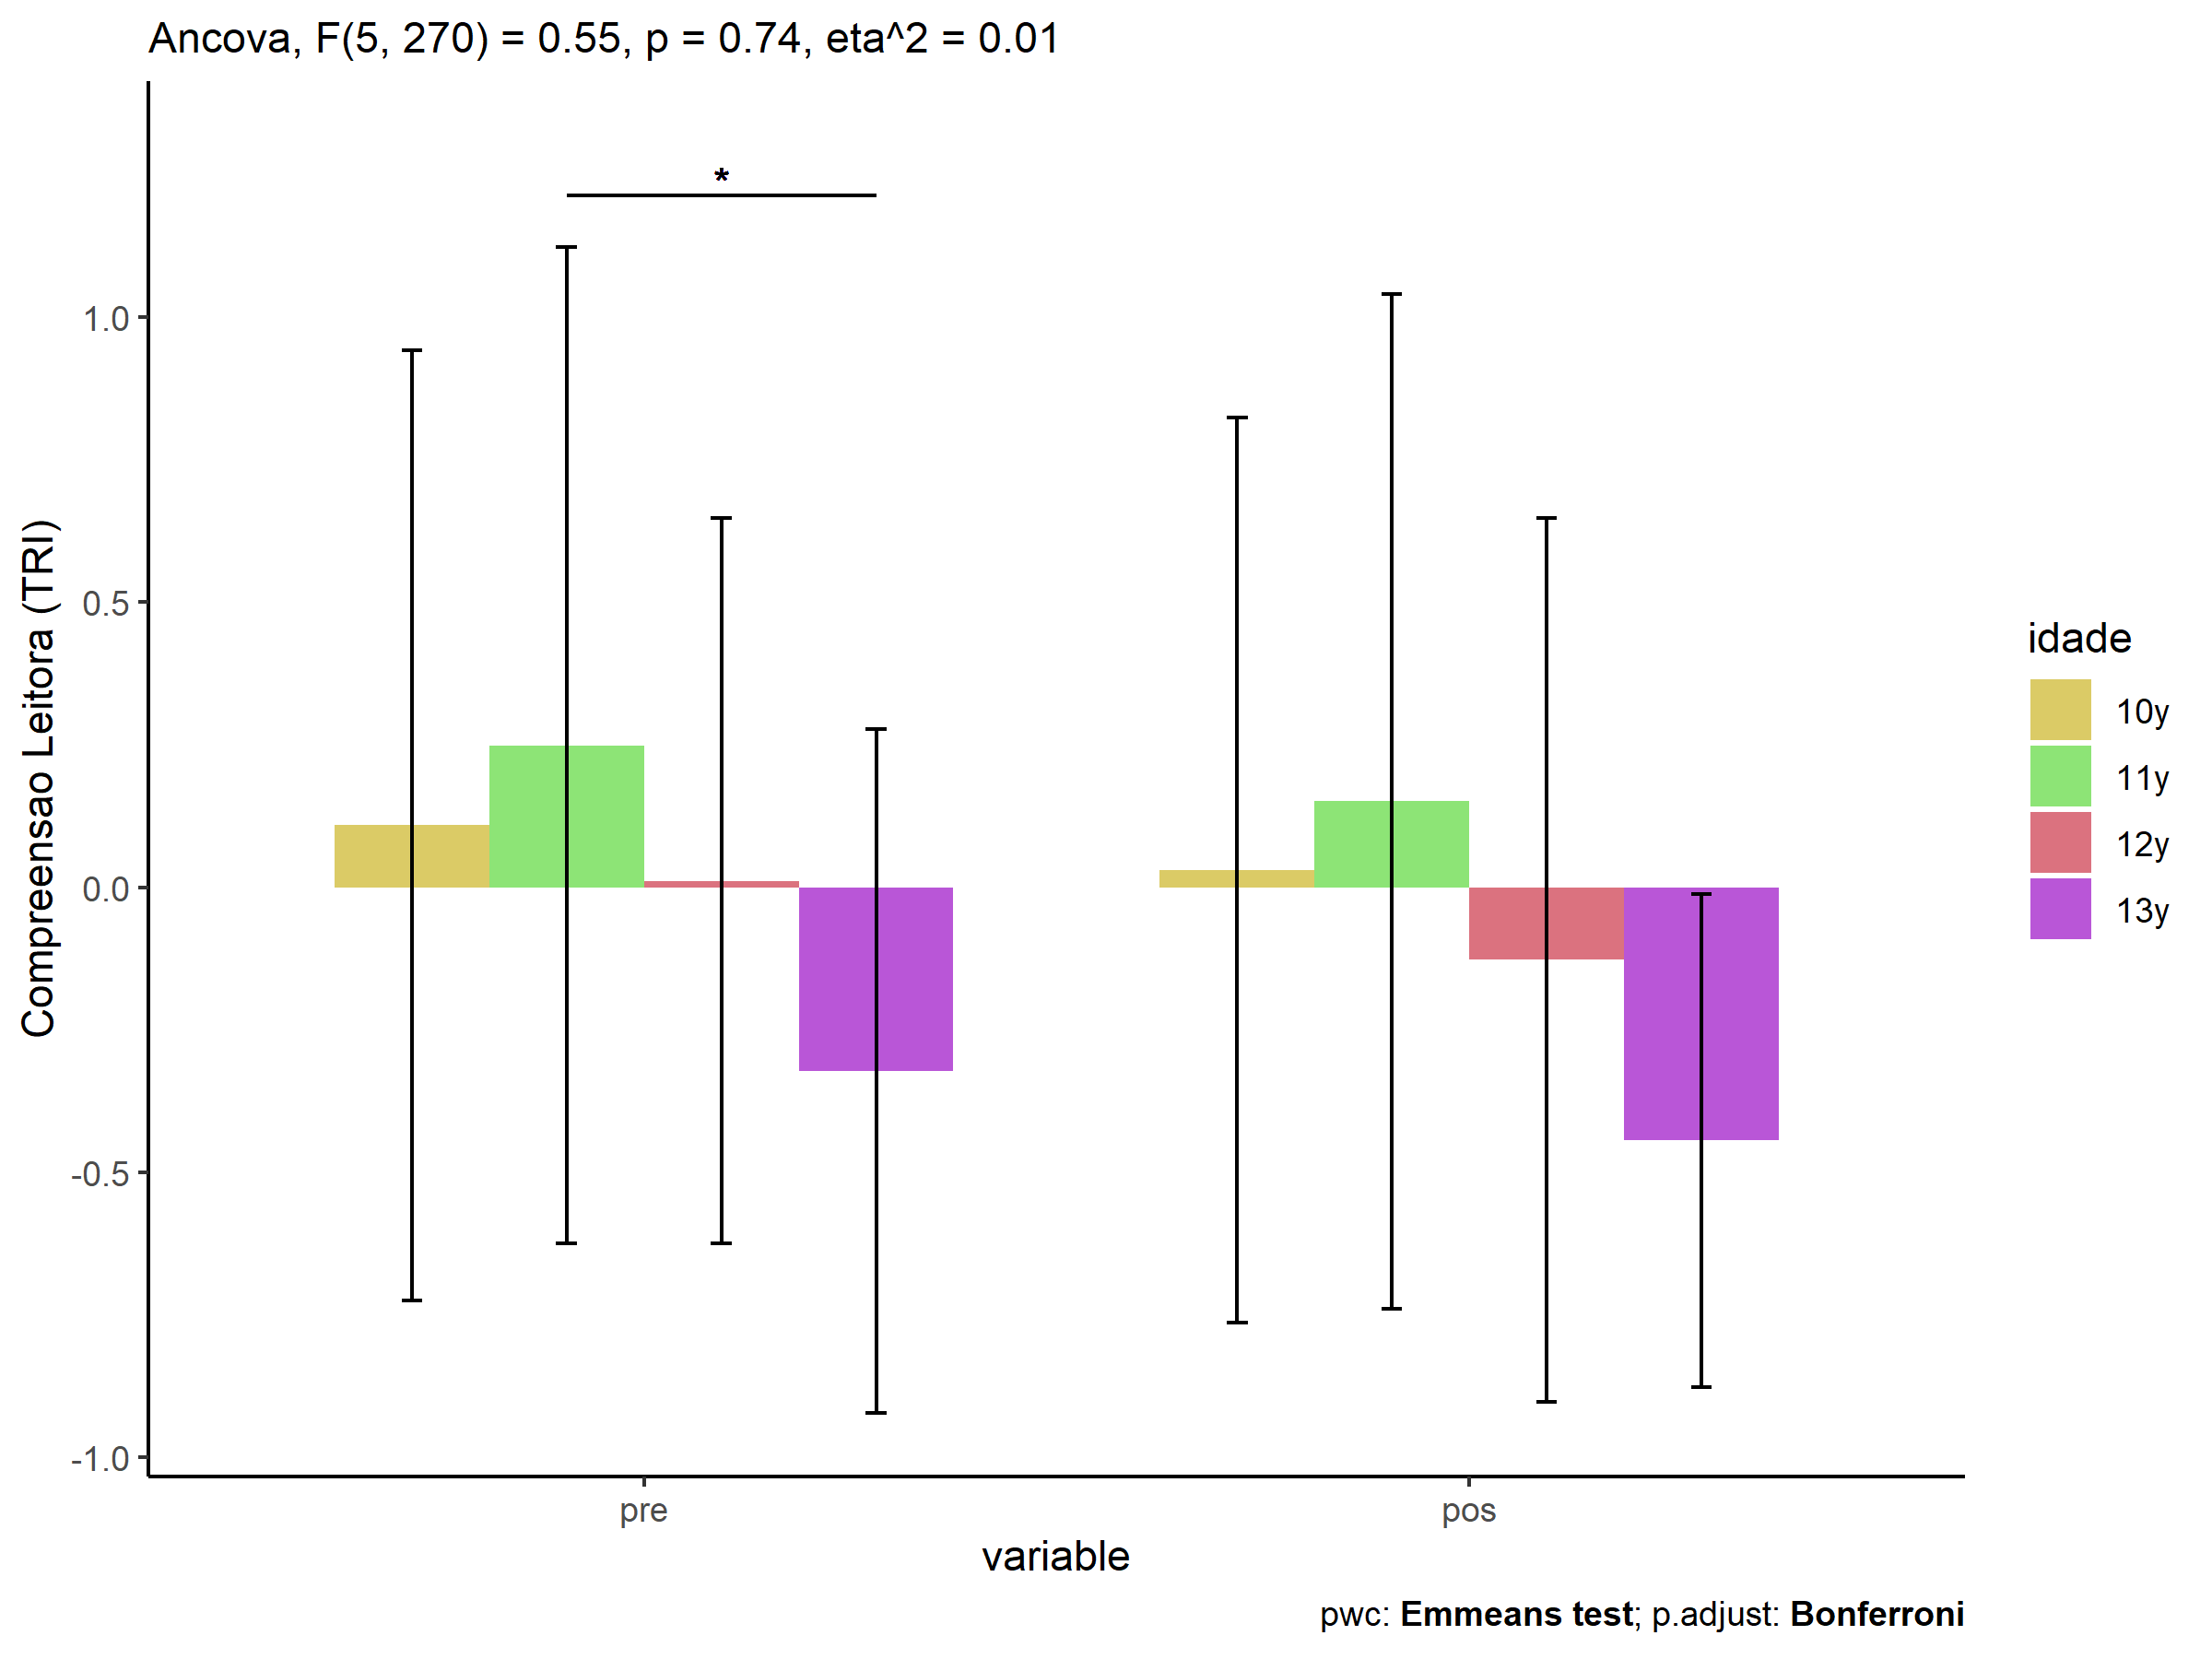 Ancova, F(5, 270) = 0.55, p = 0.74, eta^2 = 0.01
Compreensao Leitora (TRI)
1.0
0.5
0.0
-0.5
-1.0
*
pre
pos
variable
idade
10y
11y
12y
13y
pwc: Emmeans test; p.adjust: Bonferroni